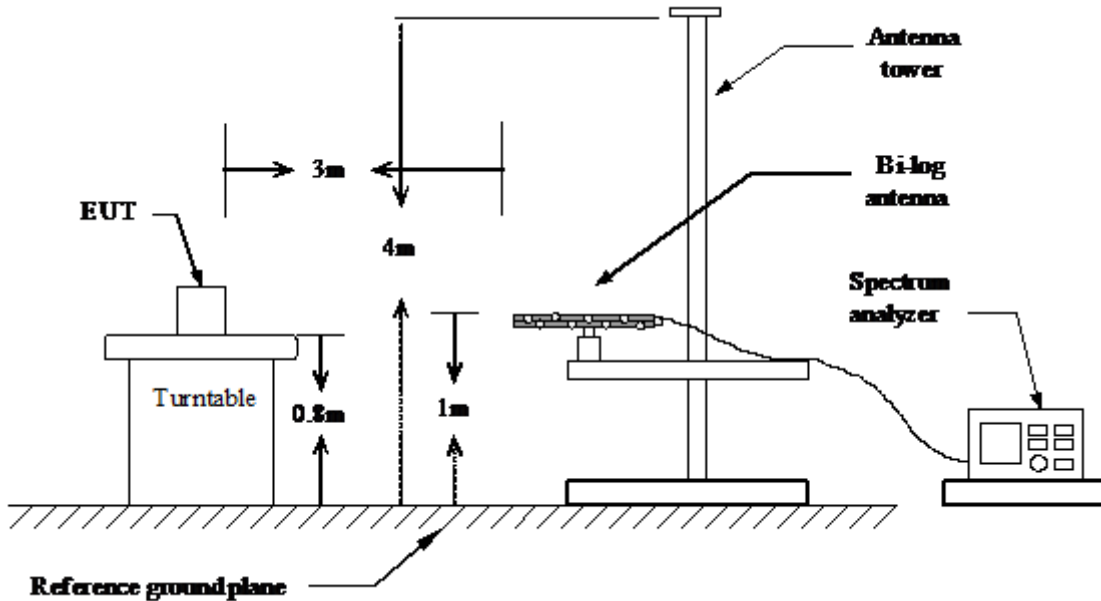 Antenna
tower
3m
Bi-log
antenna
EUT
4m
Spectrum
analyzer
Turntable
0.8m
1m
Reference ground plane